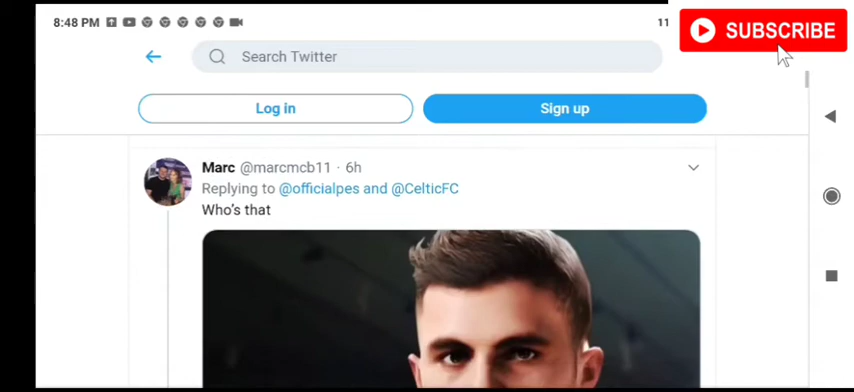 8:48 PM
11
SUBSCRIBE
Search Twitter
Log in
Sign up
Marc @marcmcb11 · 6h
Replying to @officialpes and @CelticFC
Who's that